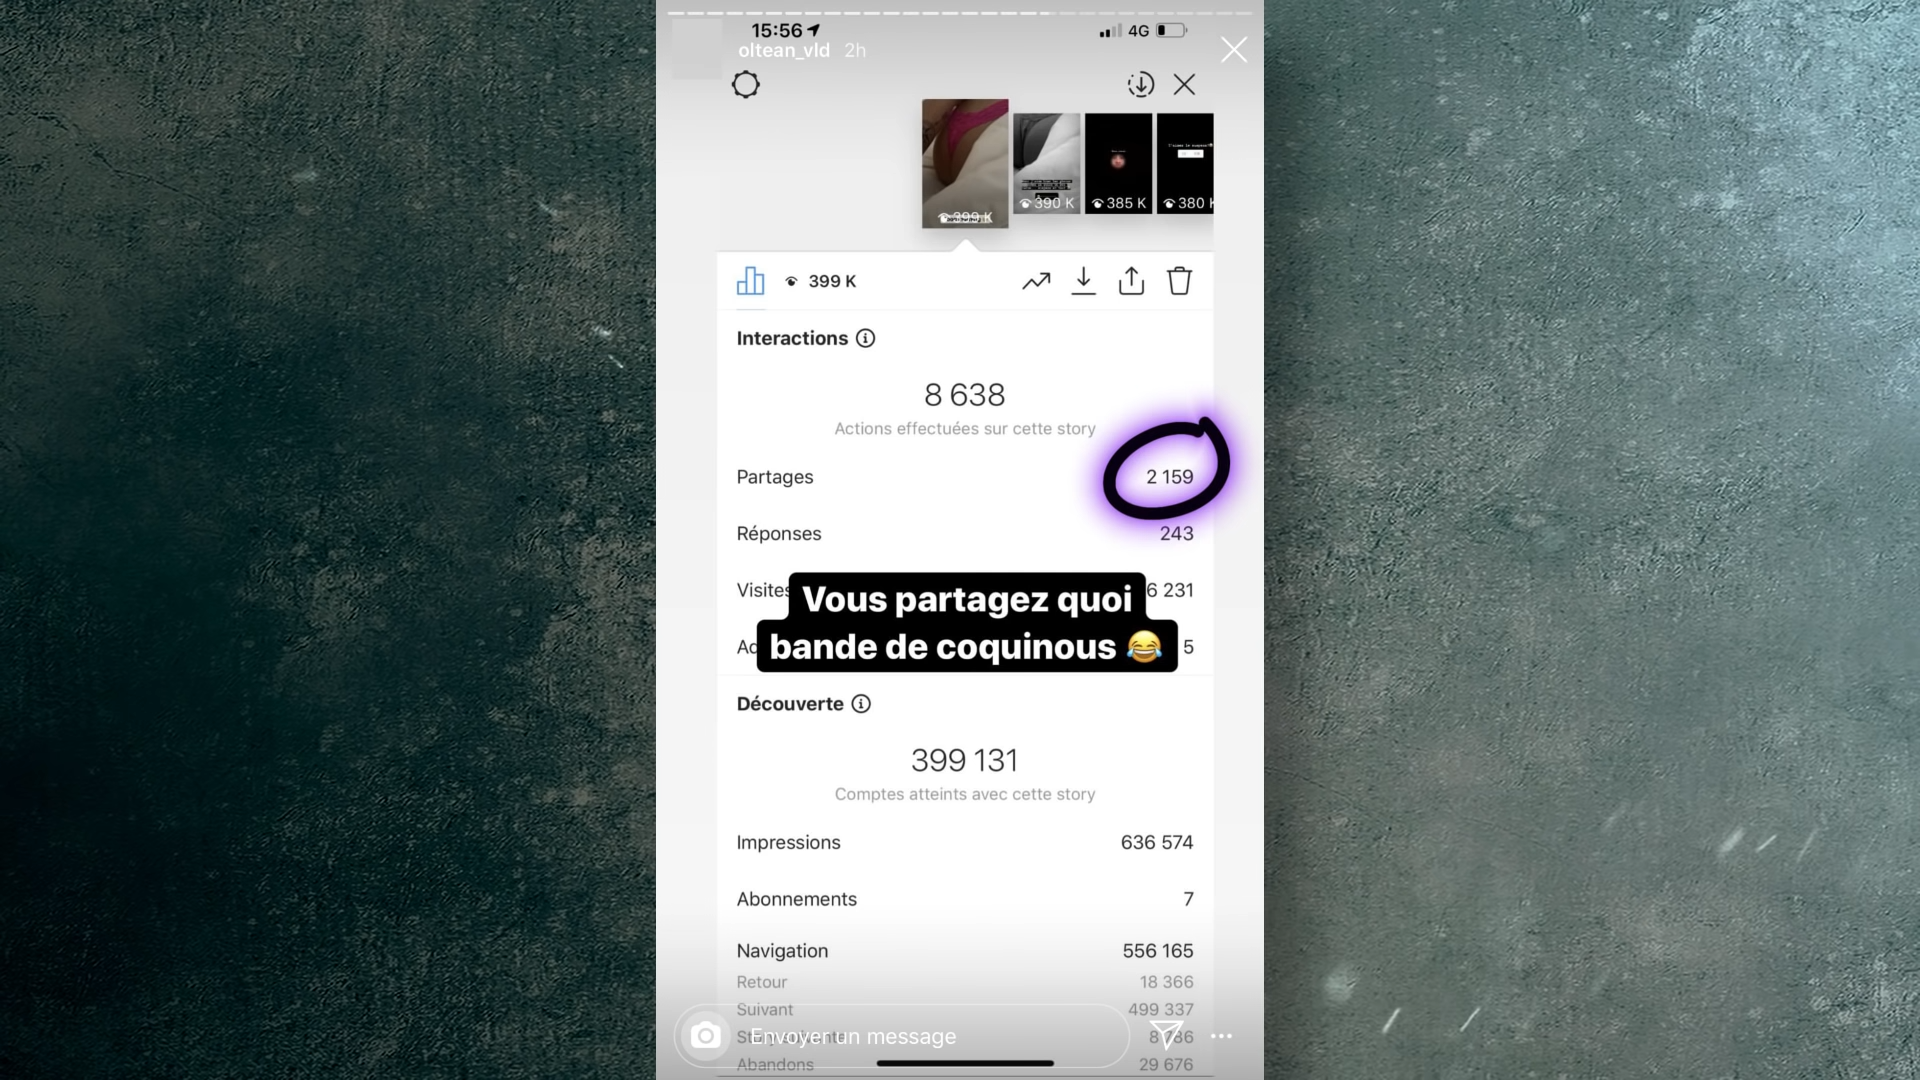 15:56
4G
oltean_vld 2h
390 K
385 K
380 K
399 K
Interactions
8 638
Actions effectuées sur cette story
Partages 2 159
Réponses 243
Visites 6 231
Vous partagez quoi
bande de coquinous 😂
5
Découverte
399 131
Comptes atteints avec cette story
Impressions 636 574
Abonnements 7
Navigation 556 165
Retour 18 366
Suivant 499 337
Envoyer un message
Abandons 29 676